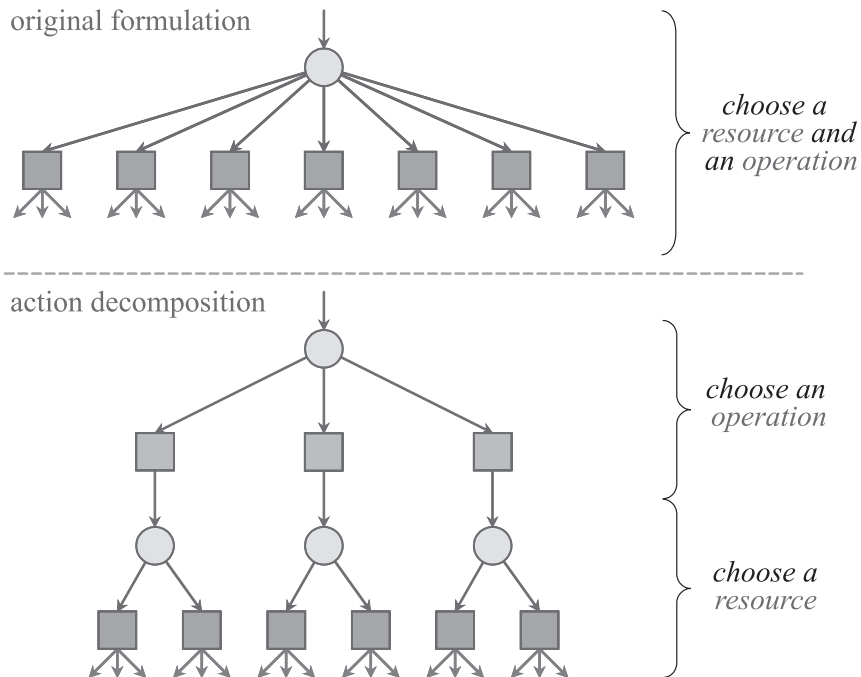 original formulation
choose a
resource and
an operation
action decomposition
choose an
operation
choose a
resource